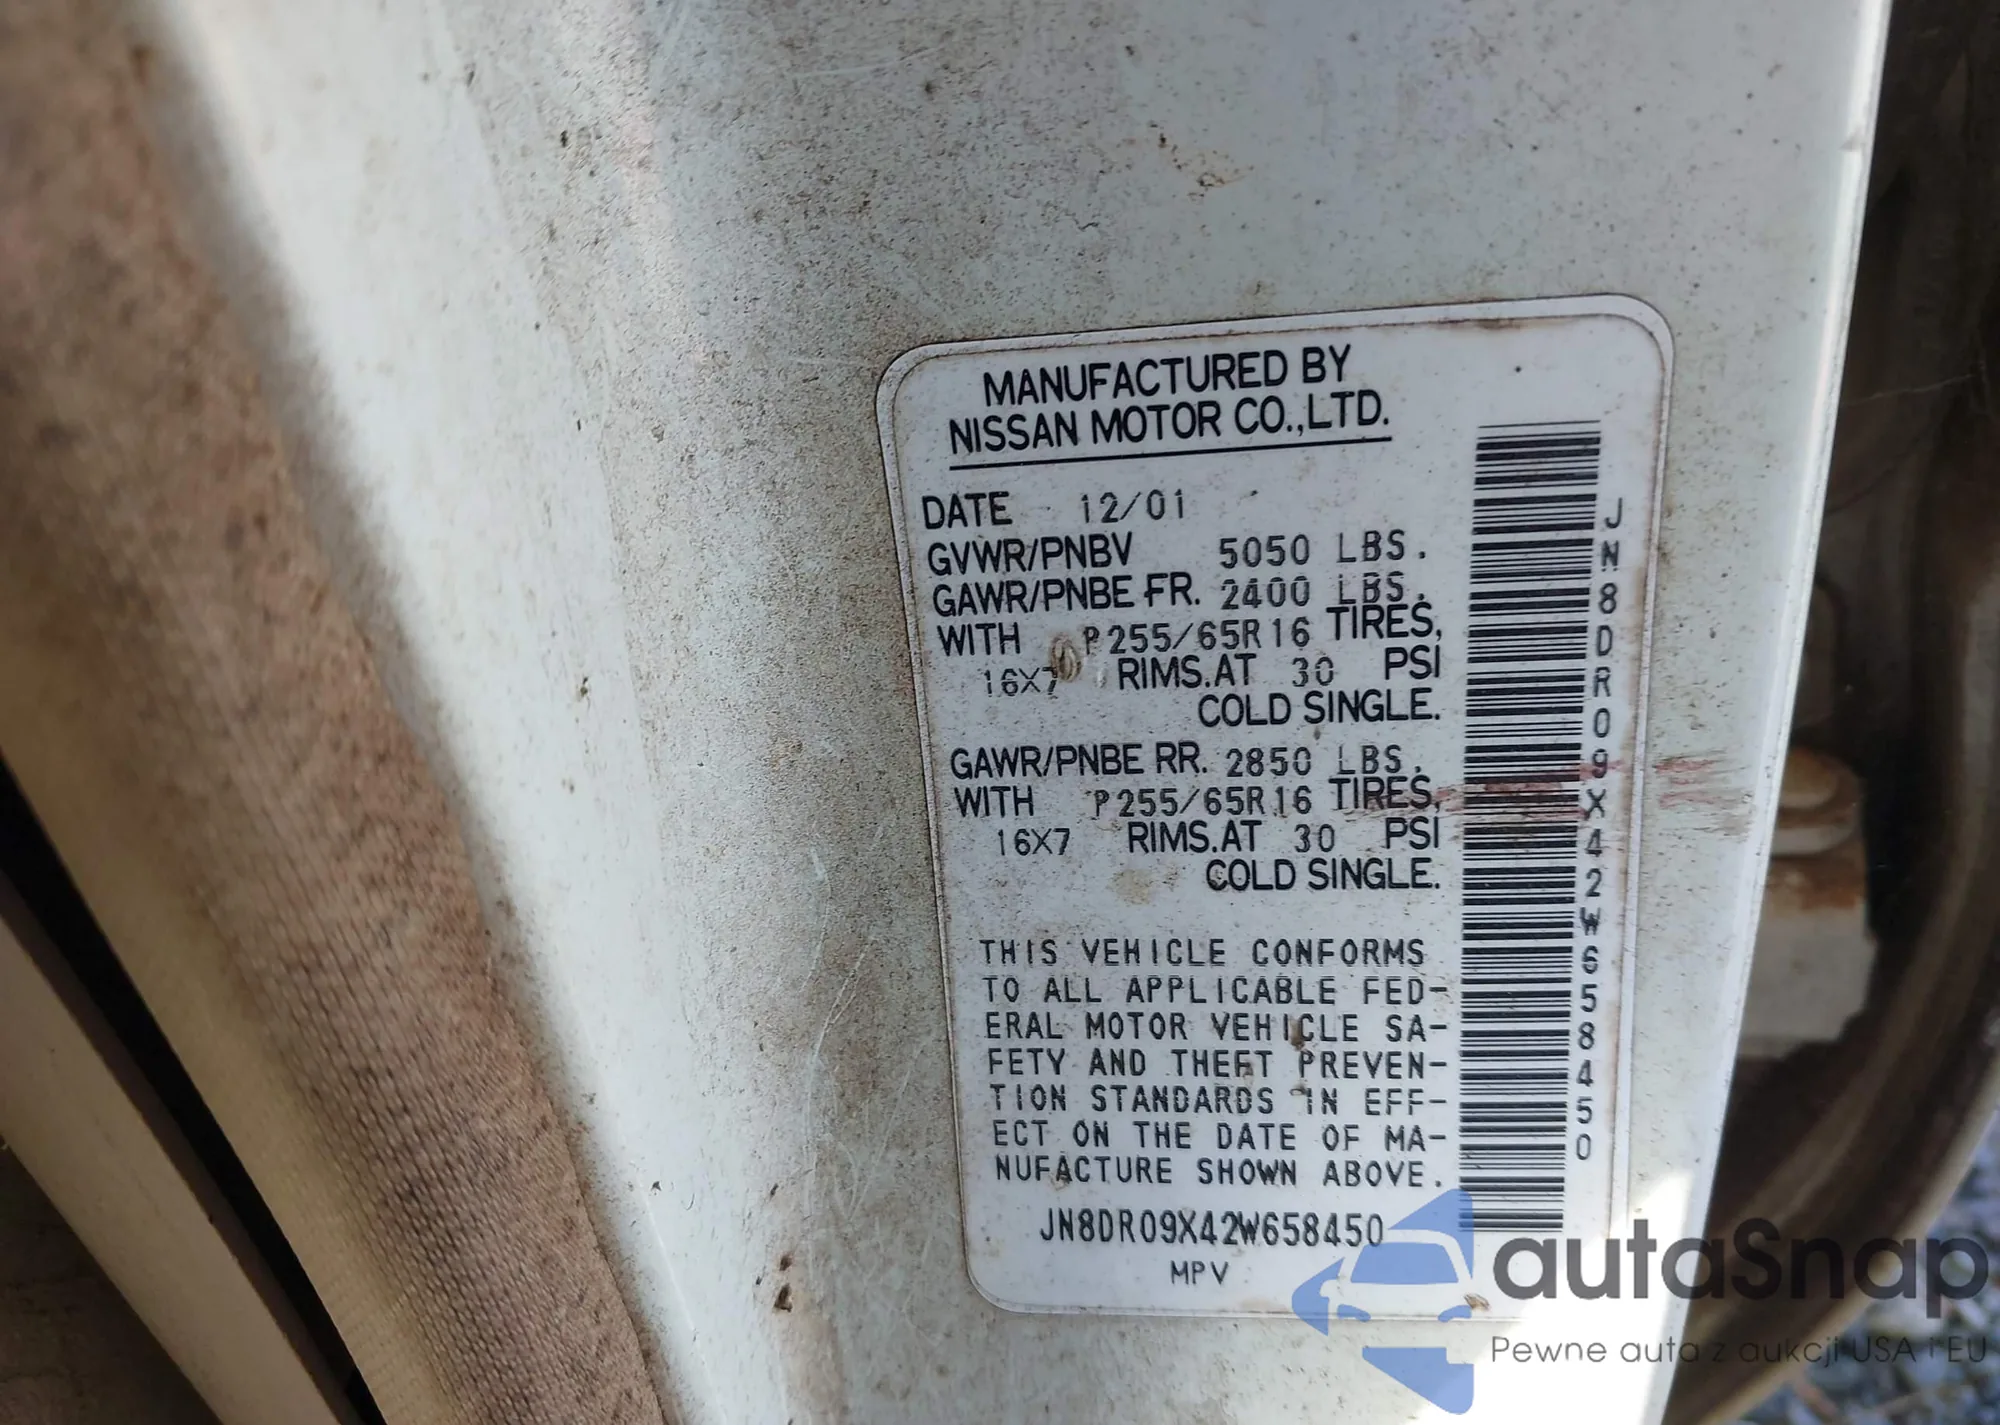 MANUFACTURED BY
NISSAN MOTOR CO.,LTD.
DATE 12/01
GVWR/PNBV 5050 LBS.
GAWR/PNBE FR. 2400 LBS.
WITH P255/65R16 TIRES,
16X7 RIMS.AT 30 PSI
COLD SINGLE.
GAWR/PNBE RR. 2850 LBS.
WITH P255/65R16 TIRES,
16X7 RIMS.AT 30 PSI
COLD SINGLE.
THIS VEHICLE CONFORMS
TO ALL APPLICABLE FED-
ERAL MOTOR VEHICLE SA-
FETY AND THEFT PREVEN-
TION STANDARDS IN EFF-
ECT ON THE DATE OF MA-
NUFACTURE SHOWN ABOVE.
JN8DR09X42W658450
MPV
JN8DR09X42W658450
autaSnap
Pewne auta z aukcji USA i EU